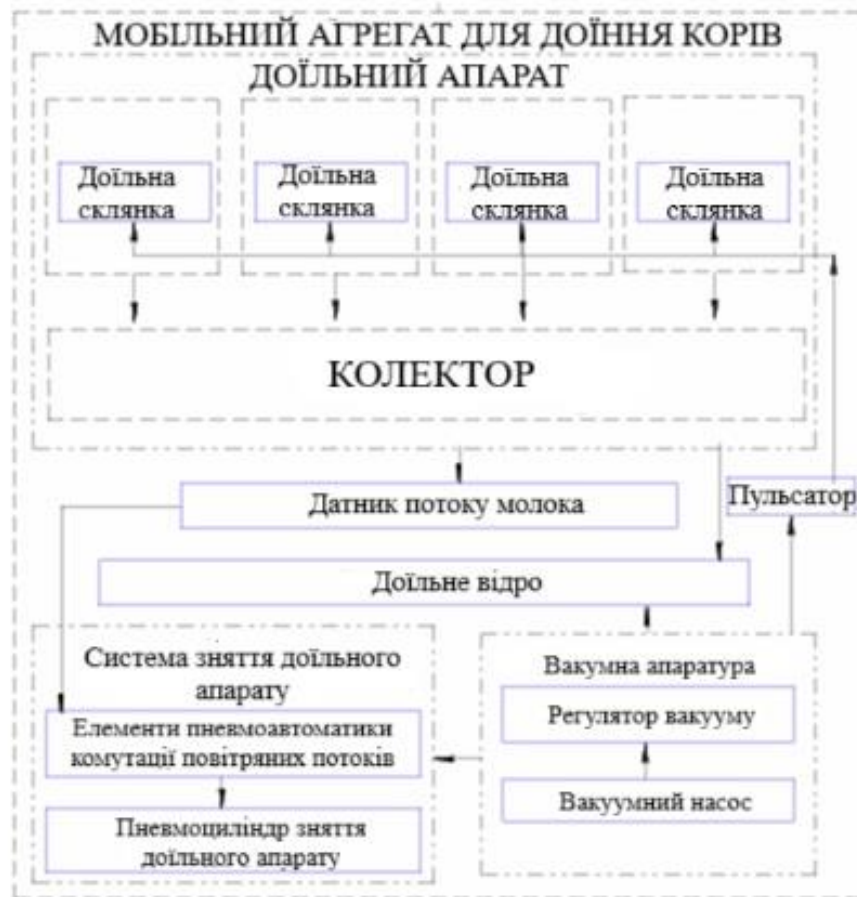 МОБІЛЬНИЙ АГРЕГАТ ДЛЯ ДОЇННЯ КОРІВ
ДОЇЛЬНИЙ АПАРАТ
Доїльна
склянка
Доїльна
склянка
Доїльна
склянка
Доїльна
склянка
КОЛЕКТОР
Датник потоку молока
Пульсатор
Доїльне відро
Система зняття доїльного
апарату
Елементи пневмоавтоматики
комутації повітряних потоків
Пневмоциліндр зняття
доїльного апарату
Вакумна апаратура
Регулятор вакууму
Вакуумний насос